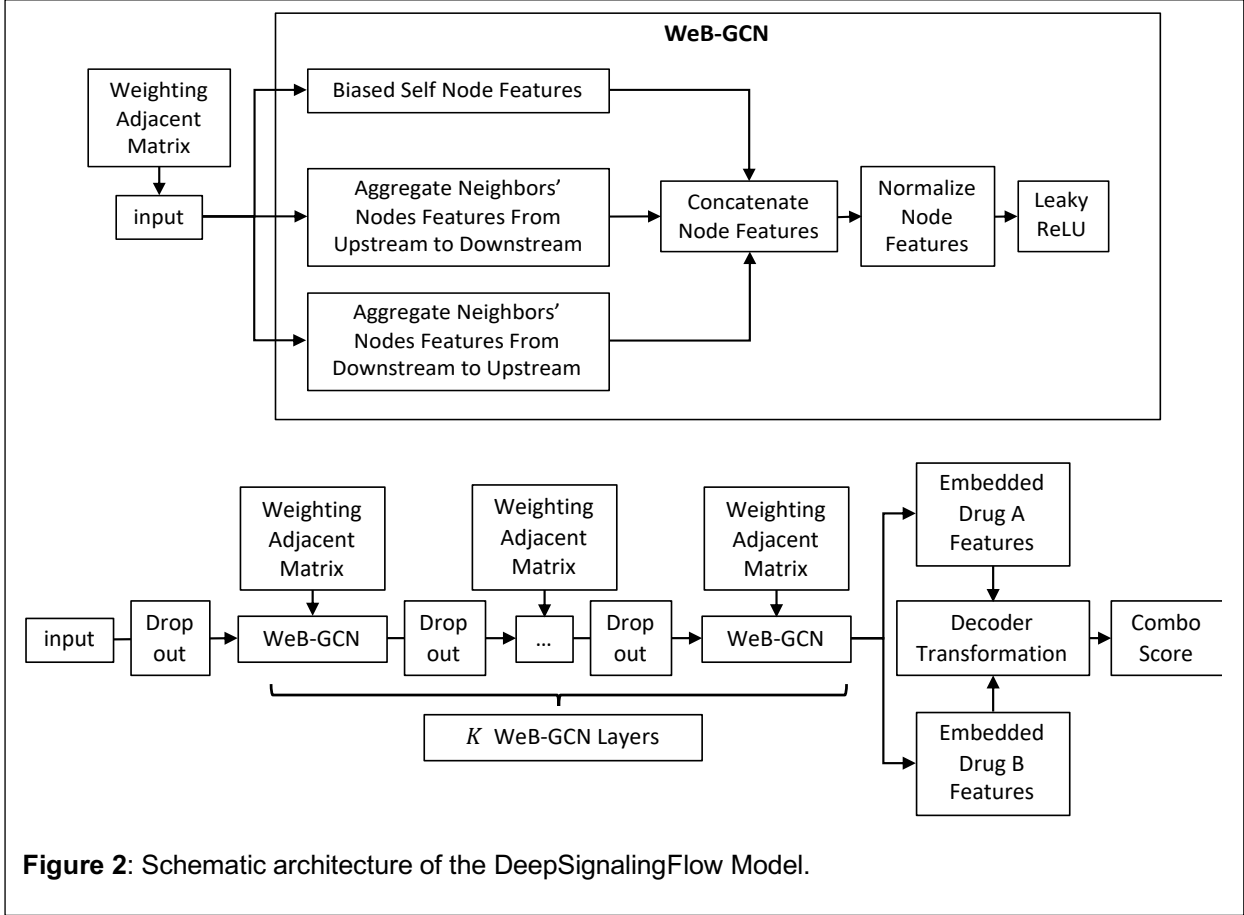 WeB-GCN
Weighting
Adjacent
Matrix
input
Biased Self Node Features
Aggregate Neighbors’
Nodes Features From
Upstream to Downstream
Aggregate Neighbors’
Nodes Features From
Downstream to Upstream
Concatenate
Node Features
Normalize
Node
Features
Leaky
ReLU
input
Drop
out
Weighting
Adjacent
Matrix
WeB-GCN
Drop
out
Weighting
Adjacent
Matrix
...
Drop
out
Weighting
Adjacent
Matrix
WeB-GCN
K WeB-GCN Layers
Embedded
Drug A
Features
Decoder
Transformation
Embedded
Drug B
Features
Combo
Score
Figure 2: Schematic architecture of the DeepSignalingFlow Model.